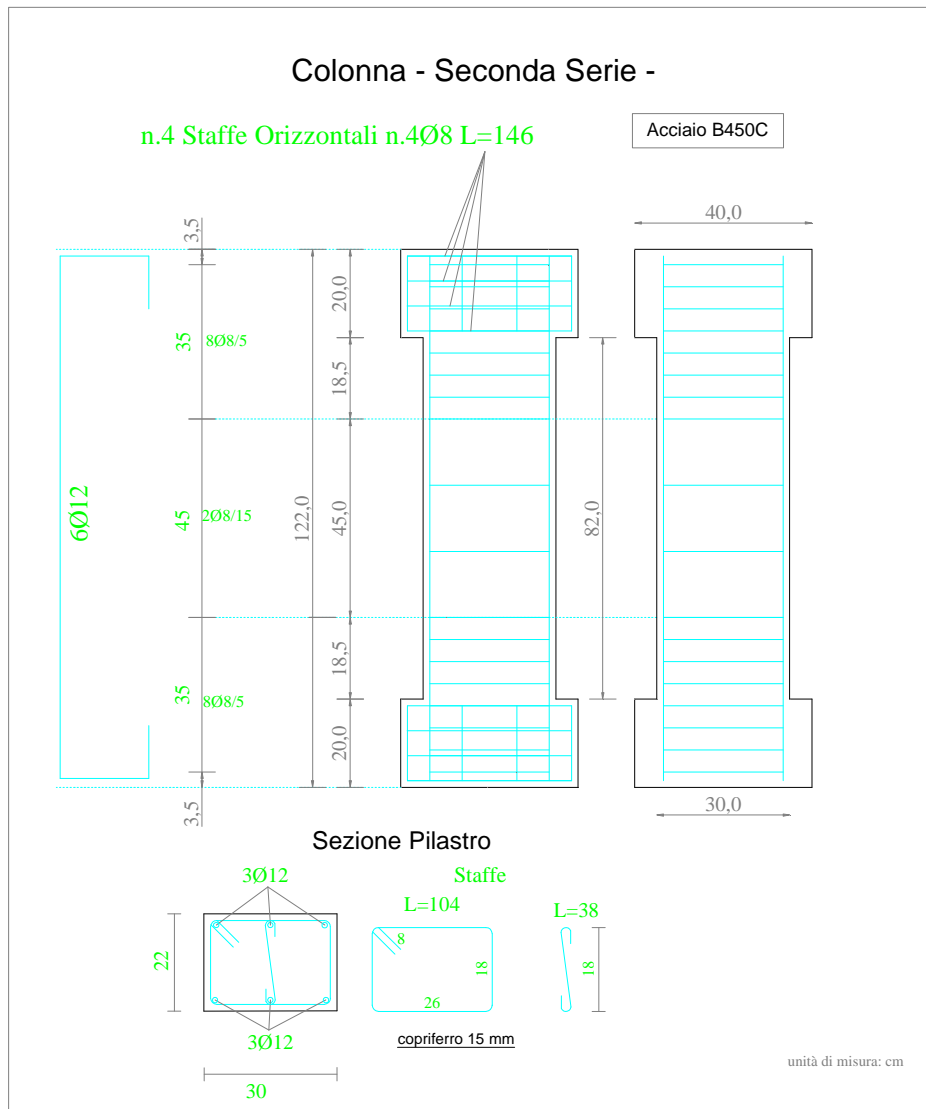 Colonna - Seconda Serie -
n.4 Staffe Orizzontali n.4Ø8 L=146
Acciaio B450C
40,0
3,5
20,0
35
8Ø8/5
18,5
6Ø12
45
2Ø8/15
122,0
45,0
82,0
18,5
35
8Ø8/5
20,0
3,5
30,0
Sezione Pilastro
3Ø12
Staffe
L=104
L=38
8
22
18
18
26
3Ø12
copriferro 15 mm
30
unità di misura: cm